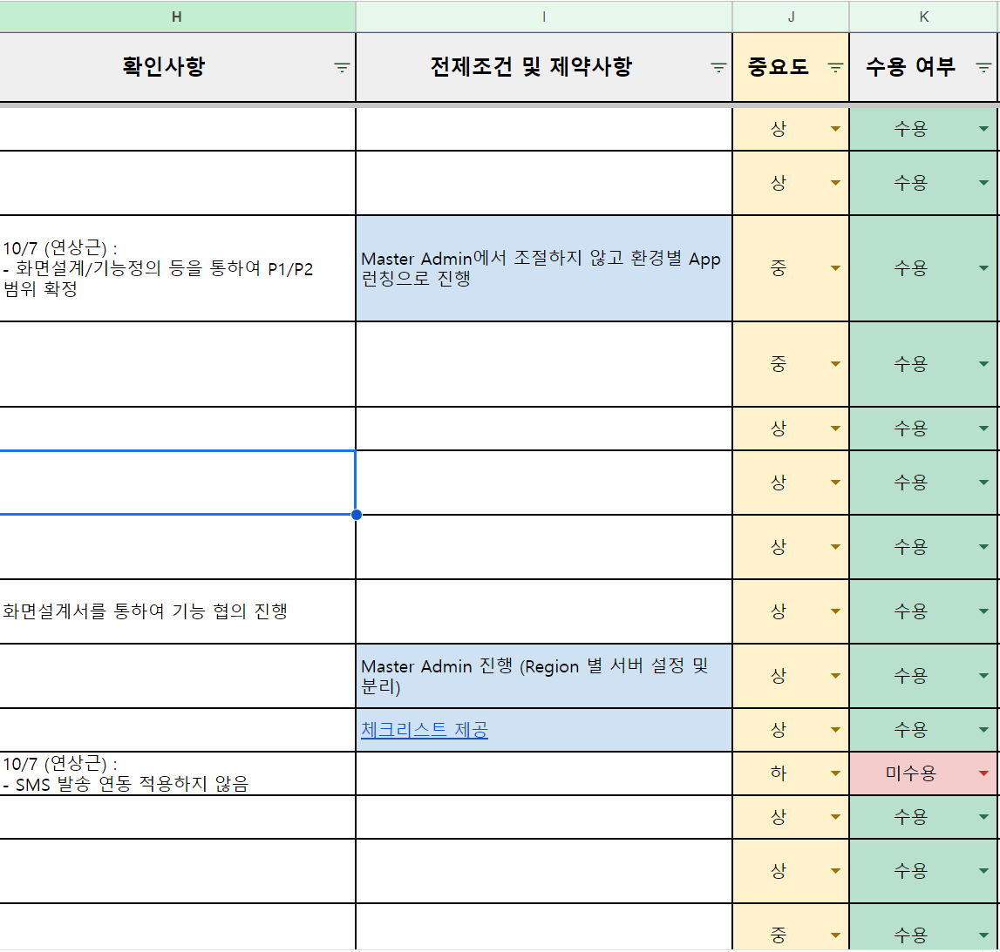 H
I
J
K
확인사항
전제조건 및 제약사항
중요도
수용 여부
상
수용
상
수용
10/7 (연상근) :
- 화면설계/기능정의 등을 통하여 P1/P2
범위 확정
Master Admin에서 조절하지 않고 환경별 App
런칭으로 진행
중
수용
중
수용
상
수용
상
수용
상
수용
화면설계서를 통하여 기능 협의 진행
상
수용
Master Admin 진행 (Region 별 서버 설정 및
분리)
상
수용
체크리스트 제공
상
수용
10/7 (연상근) :
- SMS 발송 연동 적용하지 않음
하
미수용
상
수용
상
수용
중
수용